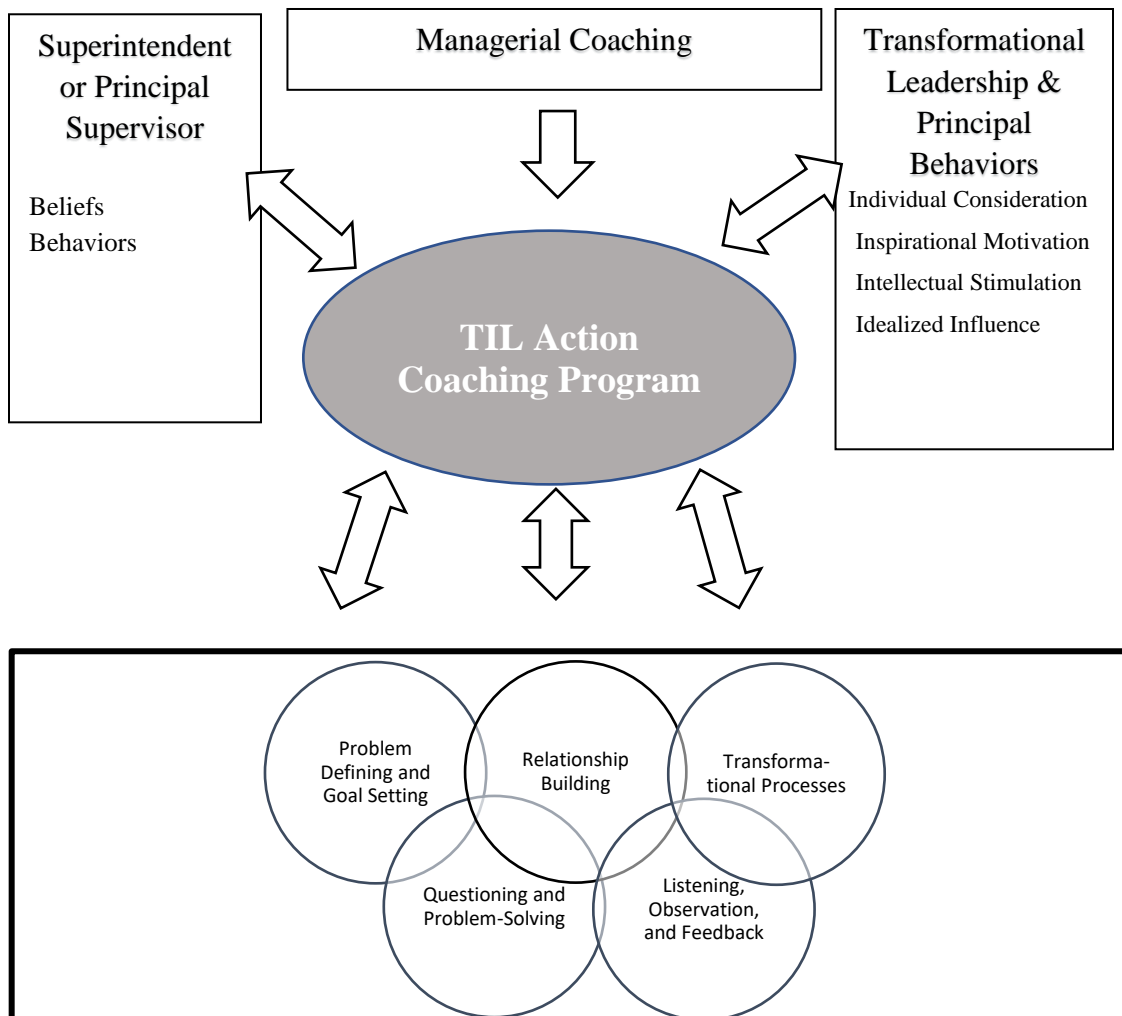 Superintendent
or Principal
Supervisor
Beliefs
Behaviors
Managerial Coaching
Transformational
Leadership &
Principal
Behaviors
Individual Consideration
Inspirational Motivation
Intellectual Stimulation
Idealized Influence
TIL Action
Coaching Program
Problem
Defining and
Goal Setting
Relationship
Building
Transforma-
tional Processes
Questioning and
Problem-Solving
Listening,
Observation,
and Feedback